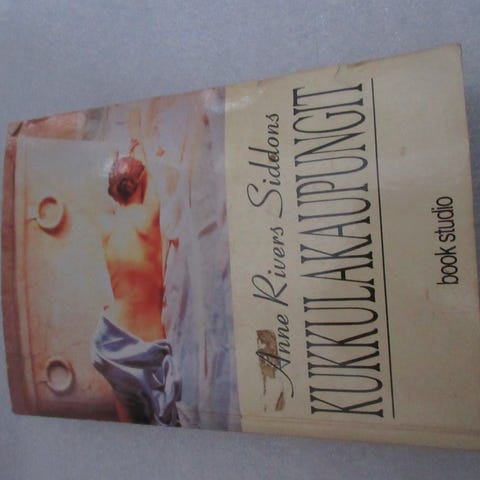 Anne Rivers Siddons
KUKKULAKAUPUNGIT
book studio